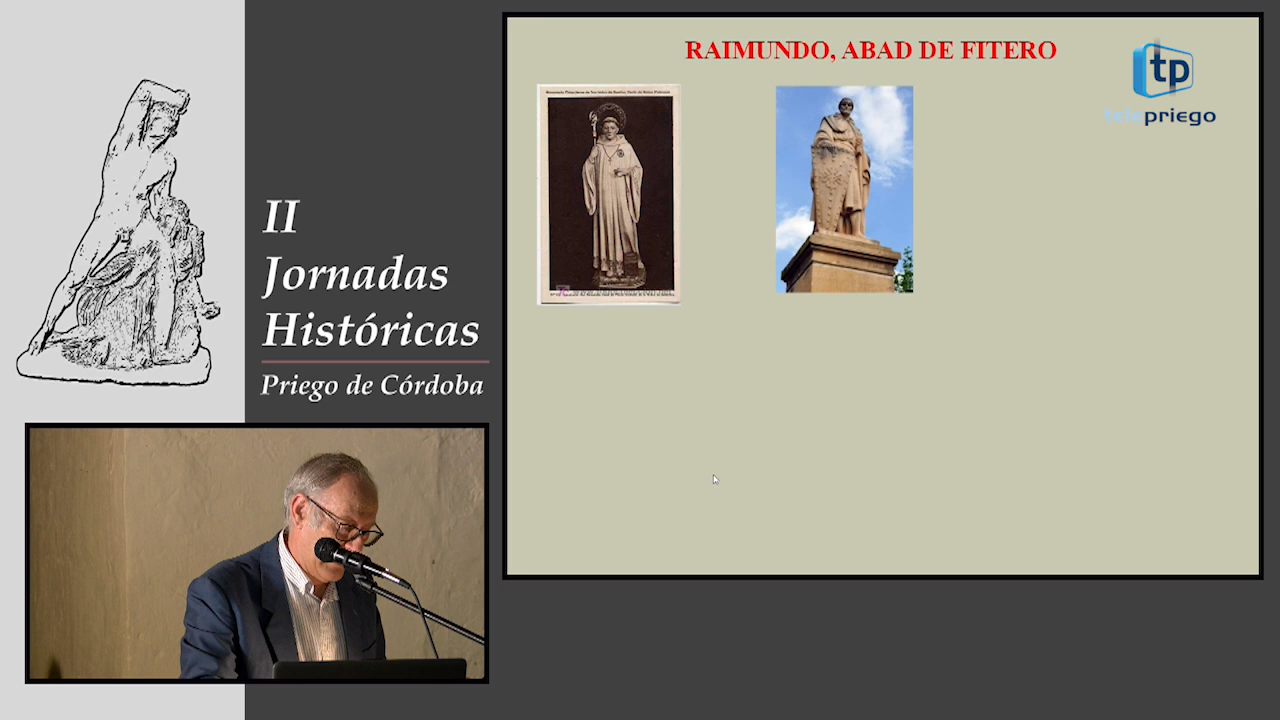 II
Jornadas
Históricas
Priego de Córdoba
RAIMUNDO, ABAD DE FITERO
tp
telepriego